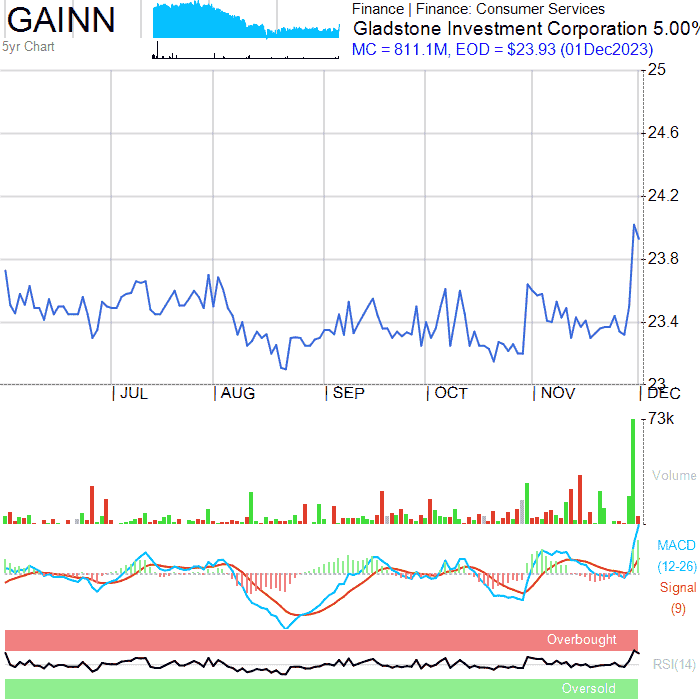 GAINN
5yr Chart
Finance | Finance: Consumer Services
Gladstone Investment Corporation 5.00%
MC = 811.1M, EOD = $23.93 (01Dec2023)
25
24.6
24.2
23.8
23.4
23
JUL AUG SEP OCT NOV DEC
73k
Volume
MACD
(12-26)
Signal
(9)
Overbought
RSI(14)
Oversold